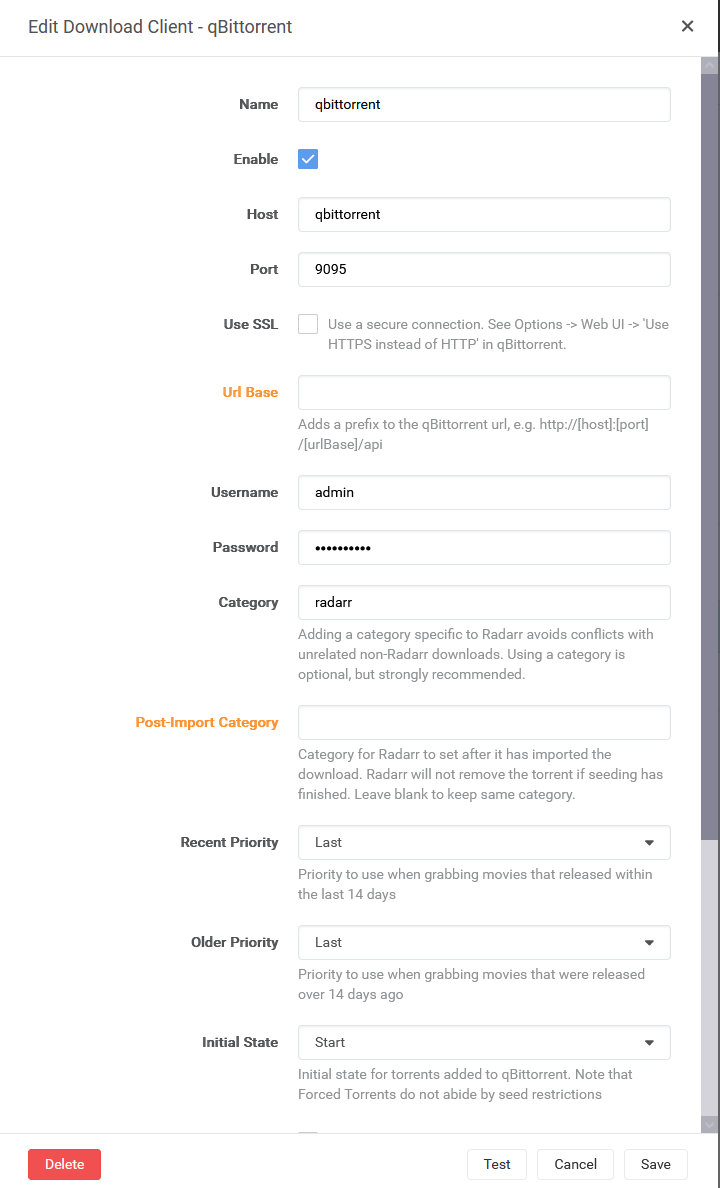 Edit Download Client - qBittorrent
Name
qbittorrent
Enable
Host
qbittorrent
Port
9095
Use SSL
Use a secure connection. See Options -> Web UI -> 'Use
HTTPS instead of HTTP' in qBittorrent.
Url Base
Adds a prefix to the qBittorrent url, e.g. http://[host]:[port]
/[urlBase]/api
Username
admin
Password
••••••••••
Category
radarr
Adding a category specific to Radarr avoids conflicts with
unrelated non-Radarr downloads. Using a category is
optional, but strongly recommended.
Post-Import Category
Category for Radarr to set after it has imported the
download. Radarr will not remove the torrent if seeding has
finished. Leave blank to keep same category.
Recent Priority
Last
Priority to use when grabbing movies that released within
the last 14 days
Older Priority
Last
Priority to use when grabbing movies that were released
over 14 days ago
Initial State
Start
Initial state for torrents added to qBittorrent. Note that
Forced Torrents do not abide by seed restrictions
Delete
Test
Cancel
Save